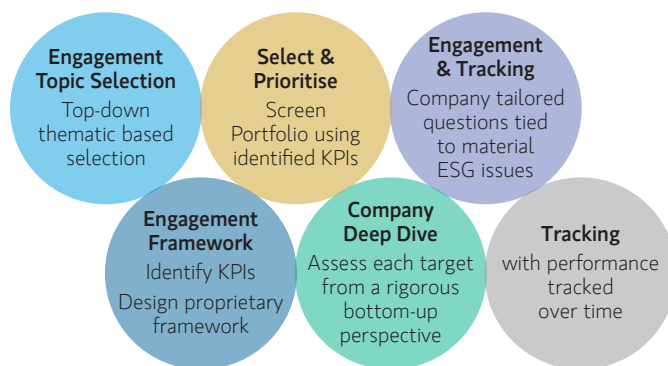 Engagement
Topic Selection
Top-down
thematic based
selection
Select &
Prioritise
Screen
Portfolio using
identified KPIs
Engagement
& Tracking
Company tailored
questions tied
to material
ESG issues
Engagement
Framework
Identify KPIs
Design proprietary
framework
Company
Deep Dive
Assess each target
from a rigorous
bottom-up
perspective
Tracking
with performance
tracked
over time